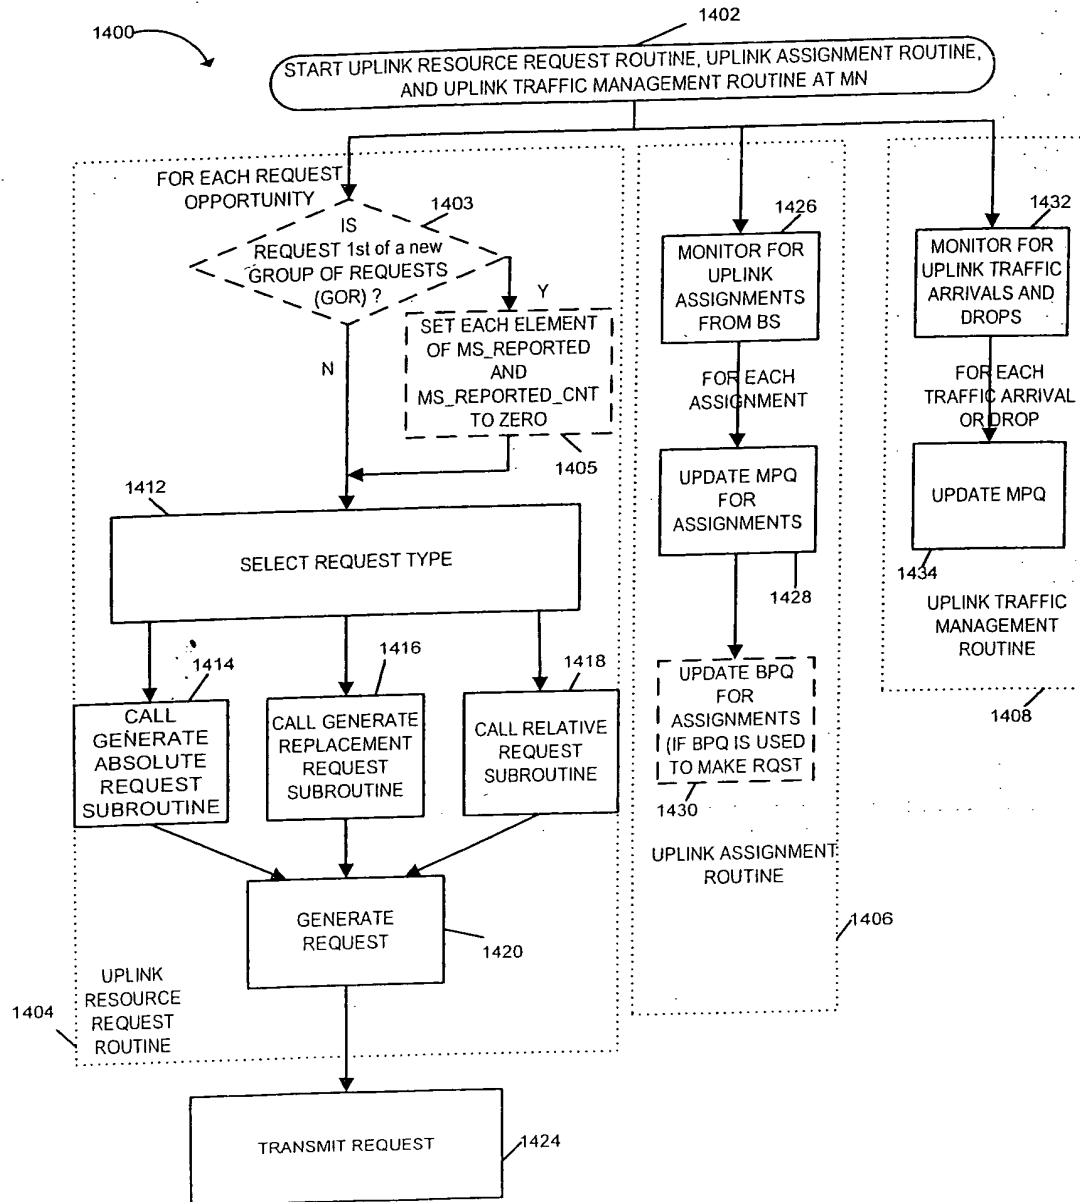 1400
1402
START UPLINK RESOURCE REQUEST ROUTINE, UPLINK ASSIGNMENT ROUTINE,
AND UPLINK TRAFFIC MANAGEMENT ROUTINE AT MN
FOR EACH REQUEST
OPPORTUNITY
1403
IS
REQUEST 1st of a new
GROUP OF REQUESTS
(GOR) ?
Y
N
SET EACH ELEMENT
OF MS_REPORTED
AND
MS_REPORTED_CNT
TO ZERO
1405
1412
SELECT REQUEST TYPE
1414
CALL
GENERATE
ABSOLUTE
REQUEST
SUBROUTINE
1416
CALL GENERATE
REPLACEMENT
REQUEST
SUBROUTINE
1418
CALL RELATIVE
REQUEST
SUBROUTINE
GENERATE
REQUEST
1420
UPLINK
RESOURCE
REQUEST
ROUTINE
1404
TRANSMIT REQUEST
1424
1426
MONITOR FOR
UPLINK
ASSIGNMENTS
FROM BS
FOR EACH
ASSIGNMENT
UPDATE MPQ
FOR
ASSIGNMENTS
1428
UPDATE BPQ
FOR
ASSIGNMENTS
(IF BPQ IS USED
TO MAKE RQST
1430
UPLINK ASSIGNMENT
ROUTINE
1406
1432
MONITOR FOR
UPLINK TRAFFIC
ARRIVALS AND
DROPS
FOR EACH
TRAFFIC ARRIVAL
OR DROP
UPDATE MPQ
1434
UPLINK TRAFFIC
MANAGEMENT
ROUTINE
1408